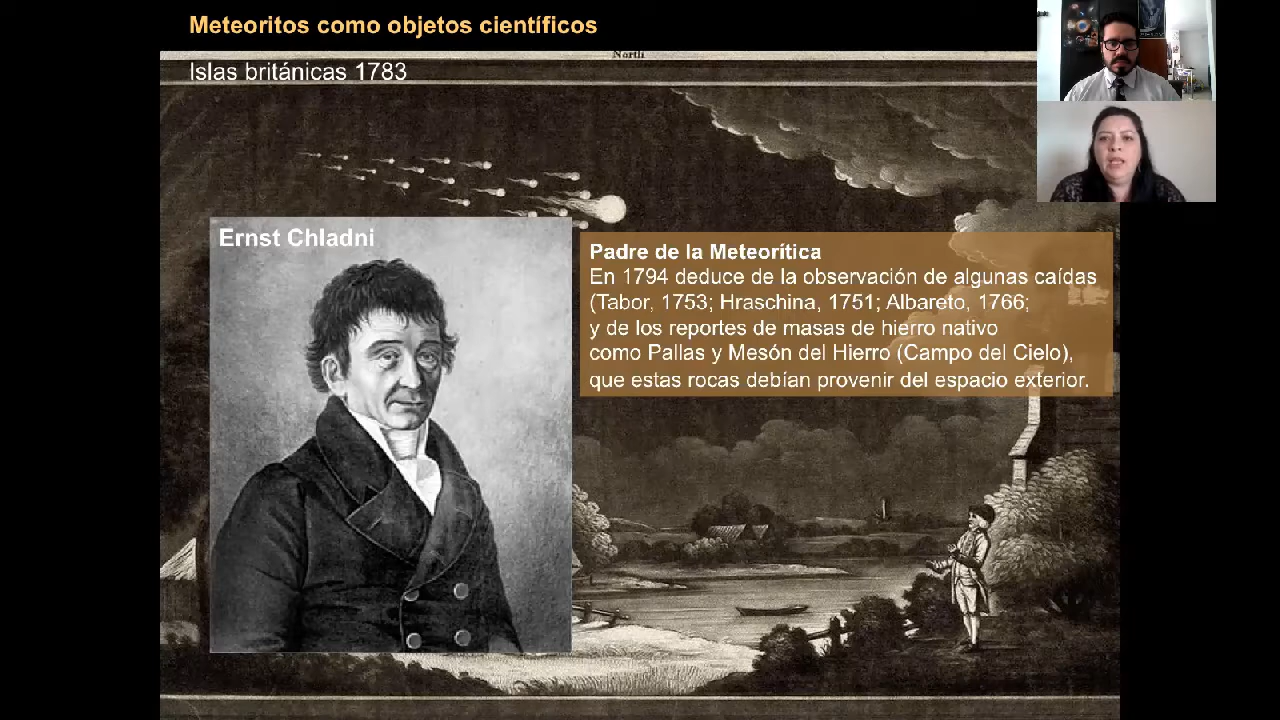 Meteoritos como objetos científicos
North
Islas británicas 1783
Ernst Chladni
Padre de la Meteorítica
En 1794 deduce de la observación de algunas caídas
(Tabor, 1753; Hraschina, 1751; Albareto, 1766;
y de los reportes de masas de hierro nativo
como Pallas y Mesón del Hierro (Campo del Cielo),
que estas rocas debían provenir del espacio exterior.